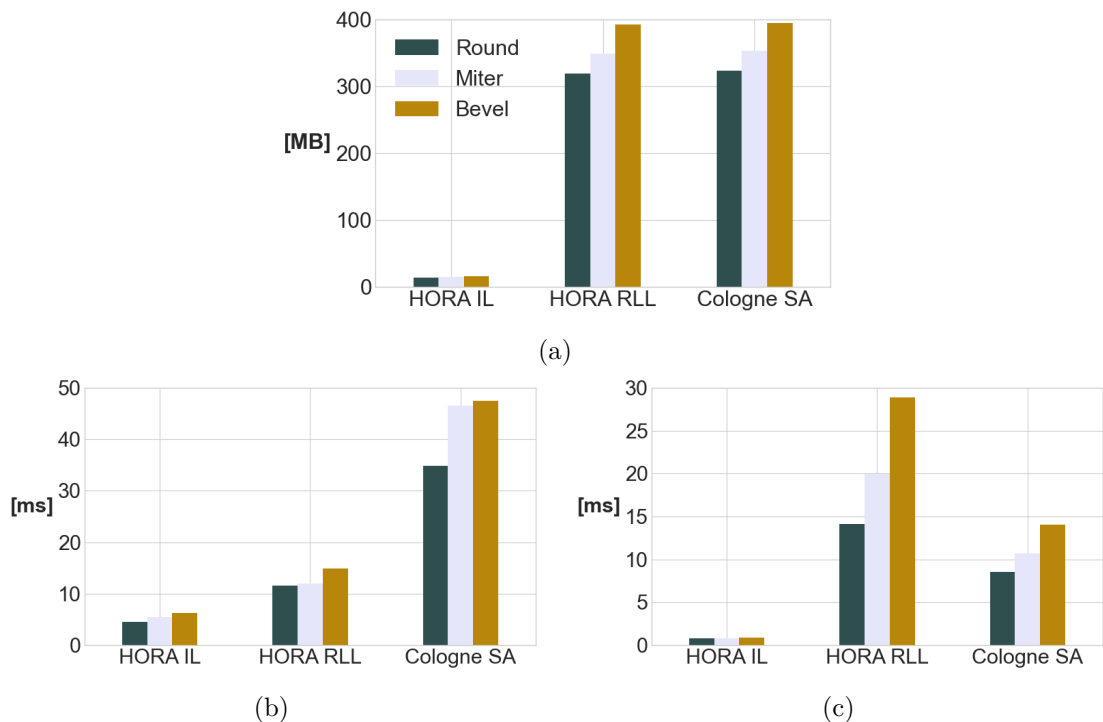 400
Round
Miter
300
Bevel
[MB]
200
100
0
HORA IL HORA RLL Cologne SA
(a)
50
40
30
[ms]
20
10
0
HORA IL HORA RLL Cologne SA
(b)
30
25
20
[ms]
15
10
5
0
HORA IL HORA RLL Cologne SA
(c)